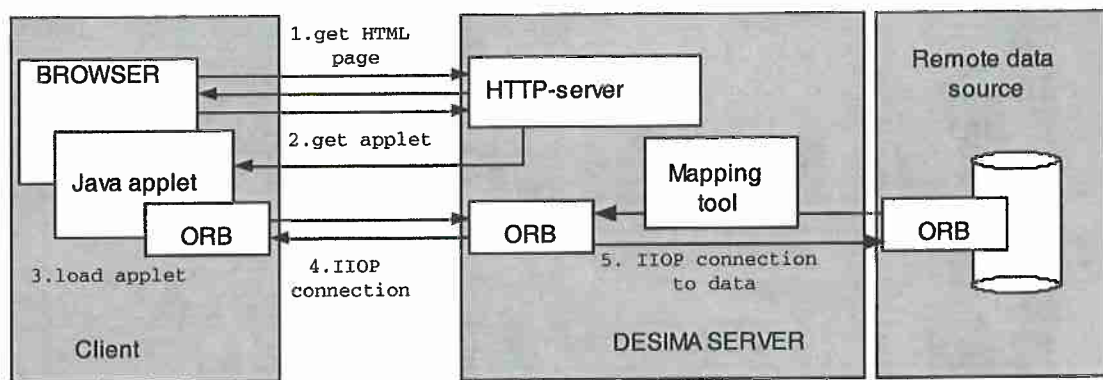 1.get HTML
page
BROWSER
HTTP-server
Remote data
source
2.get applet
Java applet
Mapping
tool
ORB
ORB
ORB
3.load applet
4.IIOP
connection
5. IIOP connection
to data
Client
DESIMA SERVER